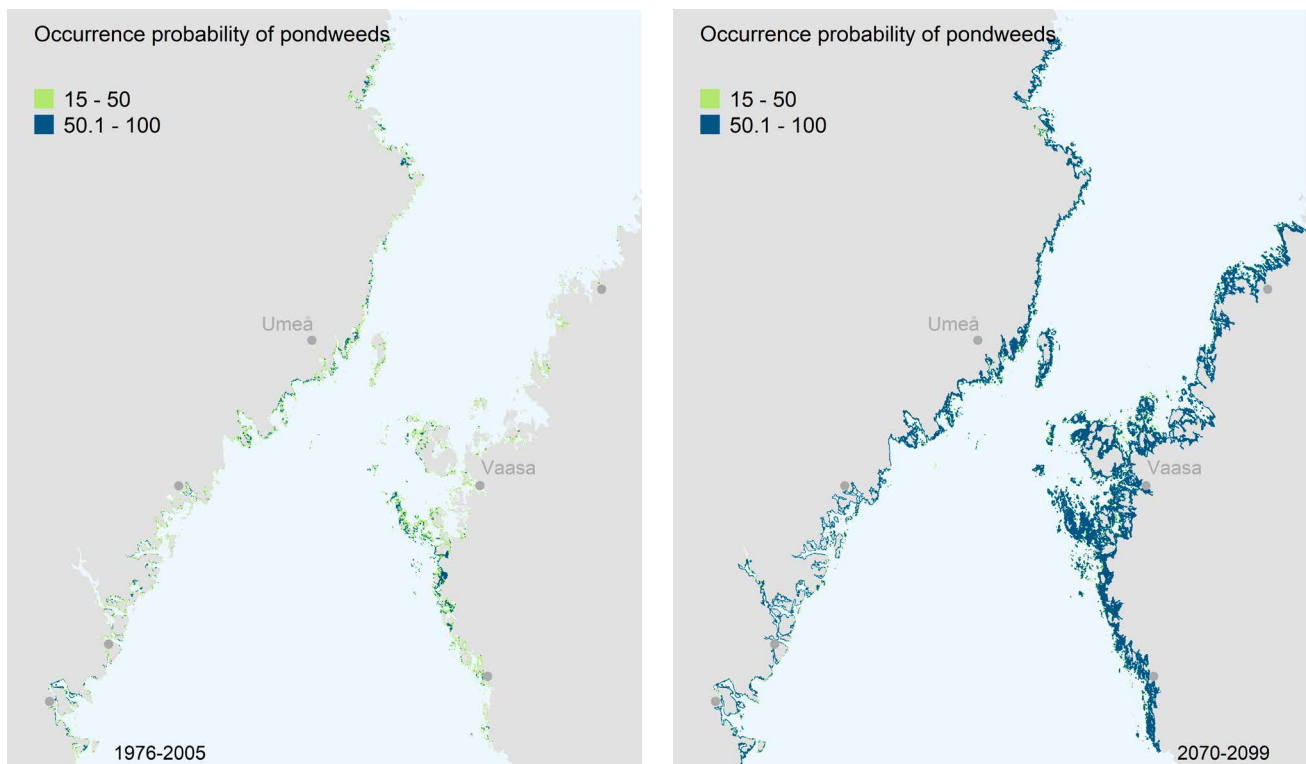 Occurrence probability of pondweeds
15 - 50
50.1 - 100
Umeå
Vaasa
1976-2005
Occurrence probability of pondweeds
15 - 50
50.1 - 100
Umeå
Vaasa
2070-2099